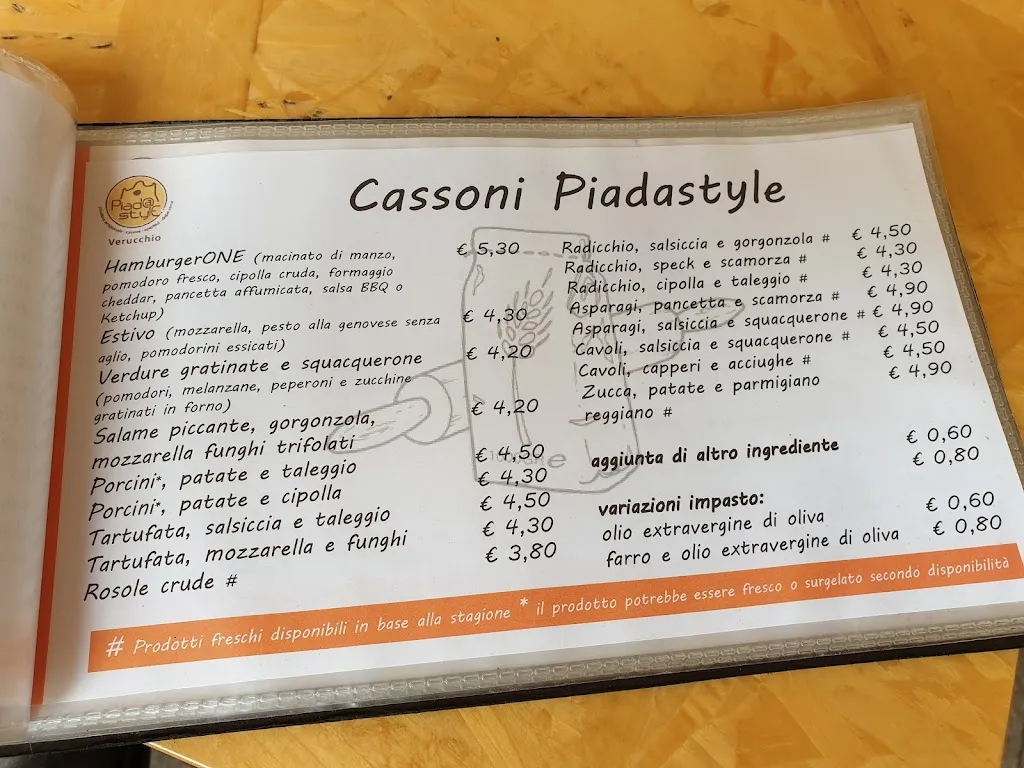 Piad@
style
Verucchio
Cassoni Piadastyle
HamburgerONE (macinato di manzo, € 5,30
pomodoro fresco, cipolla cruda, formaggio
cheddar, pancetta affumicata, salsa BBQ o
Ketchup)
Estivo (mozzarella, pesto alla genovese senza € 4,30
aglio, pomodorini essicati)
Verdure gratinate e squacquerone € 4,20
(pomodori, melanzane, peperoni e zucchine
gratinati in forno)
Salame piccante, gorgonzola, € 4,20
mozzarella funghi trifolati
Porcini*, patate e taleggio € 4,50
Porcini*, patate e cipolla € 4,30
Tartufata, salsiccia e taleggio € 4,50
Tartufata, mozzarella e funghi € 4,30
Rosole crude # € 3,80
Radicchio, salsiccia e gorgonzola # € 4,50
Radicchio, speck e scamorza # € 4,30
Radicchio, cipolla e taleggio # € 4,30
Asparagi, pancetta e scamorza # € 4,90
Asparagi, salsiccia e squacquerone # € 4,90
Cavoli, salsiccia e squacquerone # € 4,50
Cavoli, capperi e acciughe # € 4,50
Zucca, patate e parmigiano € 4,90
reggiano #
aggiunta di altro ingrediente € 0,60
€ 0,80
variazioni impasto:
olio extravergine di oliva € 0,60
farro e olio extravergine di oliva € 0,80
# Prodotti freschi disponibili in base alla stagione * il prodotto potrebbe essere fresco o surgelato secondo disponibilità